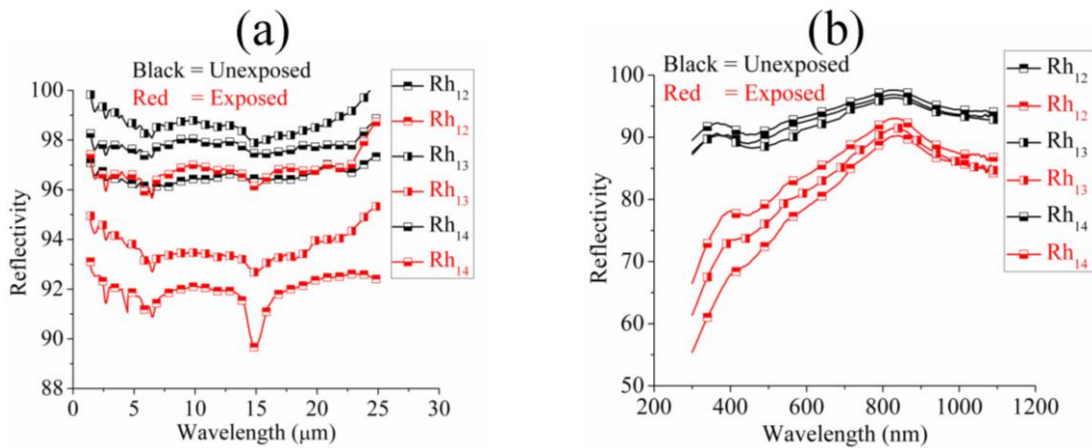 (a)
Black = Unexposed
Red = Exposed
Reflectivity
100
98
96
94
92
90
88
0 5 10 15 20 25 30
Wavelength (μm)
Rh12
Rh12
Rh13
Rh13
Rh14
Rh14
(b)
Black = Unexposed
Red = Exposed
Reflectivity
100
90
80
70
60
50
200 400 600 800 1000 1200
Wavelength (nm)
Rh12
Rh12
Rh13
Rh13
Rh14
Rh14